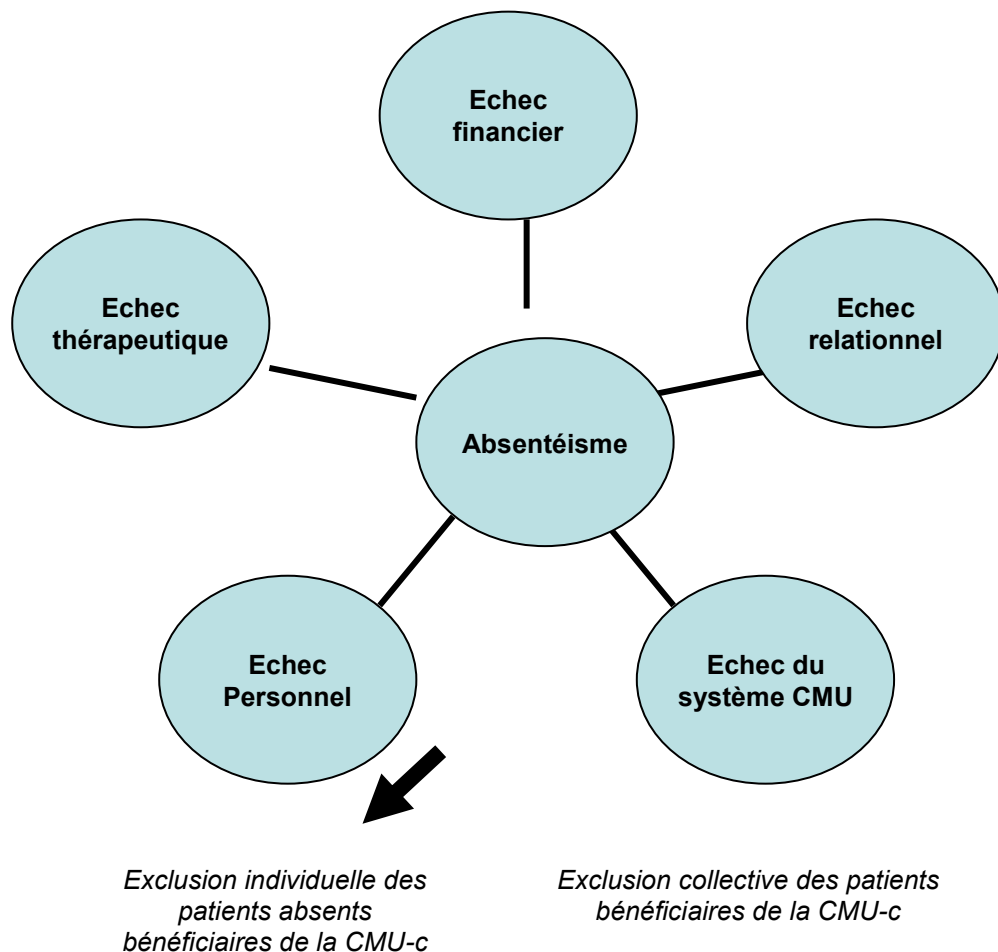 Echec
financier
Echec
thérapeutique
Echec
relationnel
Absentéisme
Echec
Personnel
Echec du
système CMU
Exclusion individuelle des
patients absents
bénéficiaires de la CMU-c
Exclusion collective des patients
bénéficiaires de la CMU-c